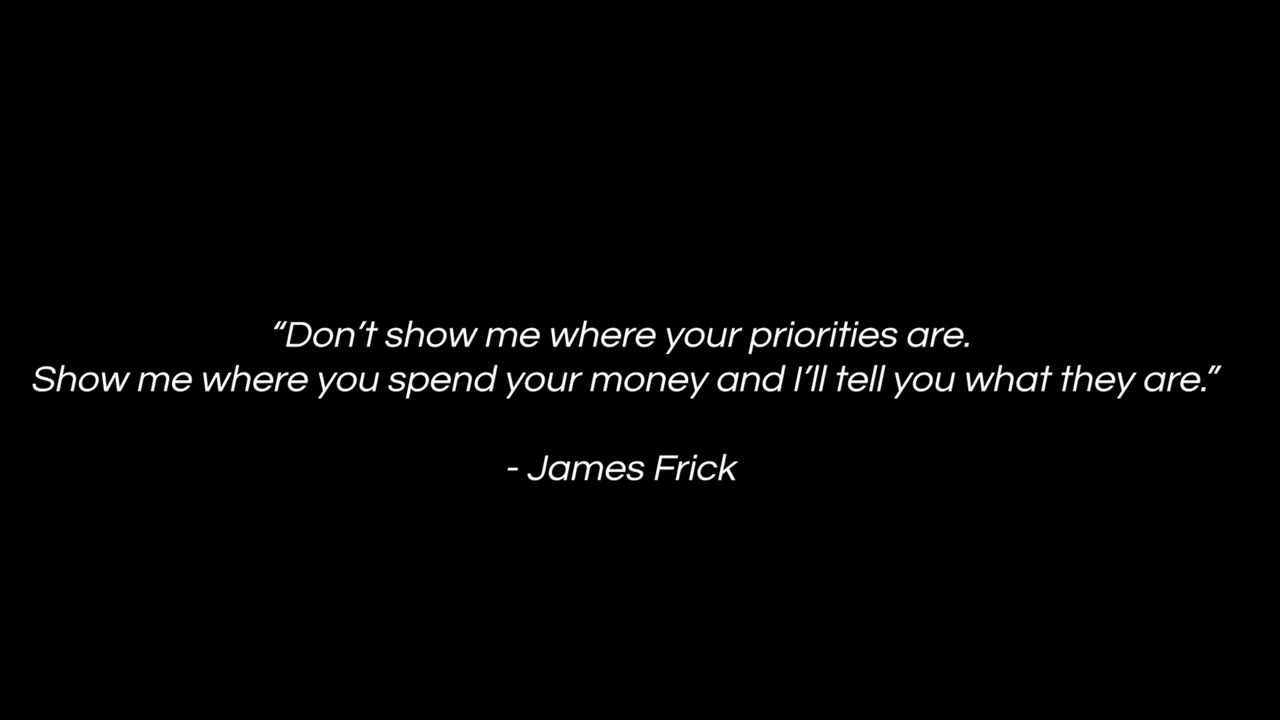 “Don’t show me where your priorities are.
Show me where you spend your money and I’ll tell you what they are.”
- James Frick